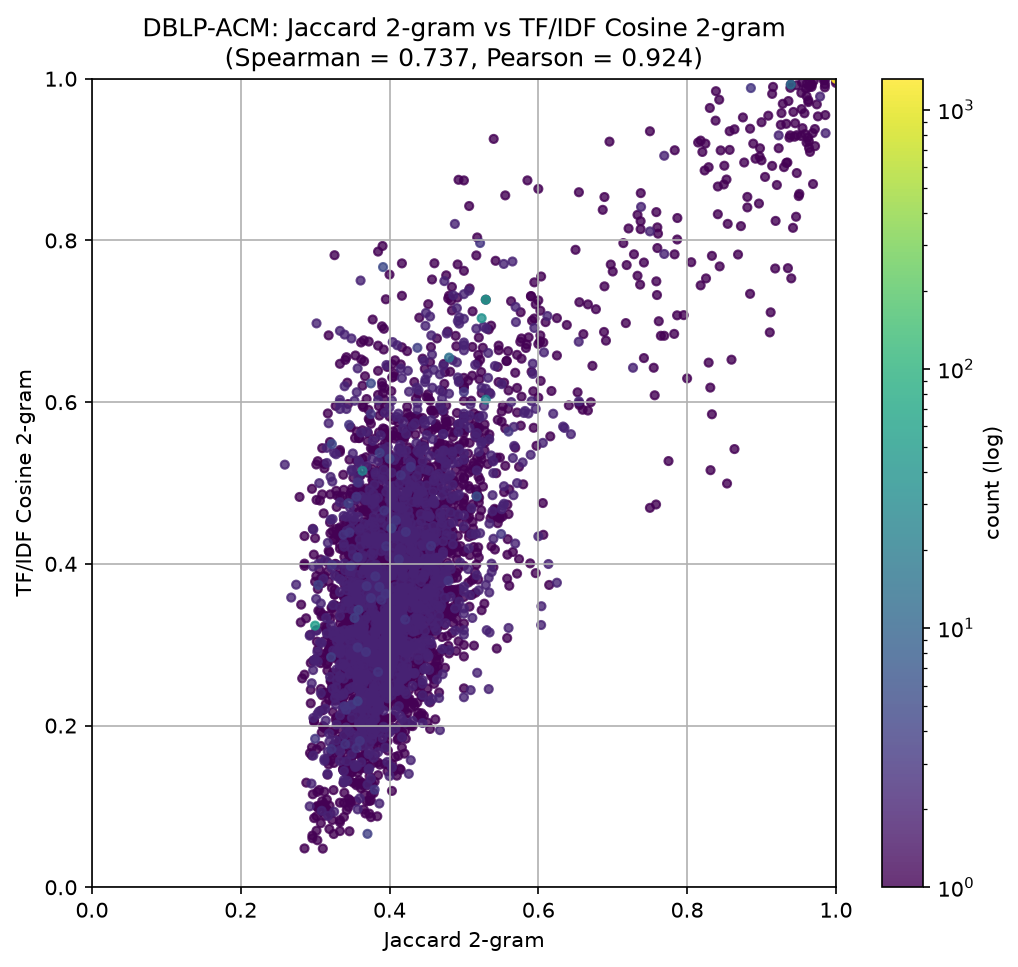 DBLP-ACM: Jaccard 2-gram vs TF/IDF Cosine 2-gram
(Spearman = 0.737, Pearson = 0.924)
1.0
0.8
0.6
0.4
0.2
0.0
TF/IDF Cosine 2-gram
0.0 0.2 0.4 0.6 0.8 1.0
Jaccard 2-gram
10³
10²
10¹
10⁰
count (log)